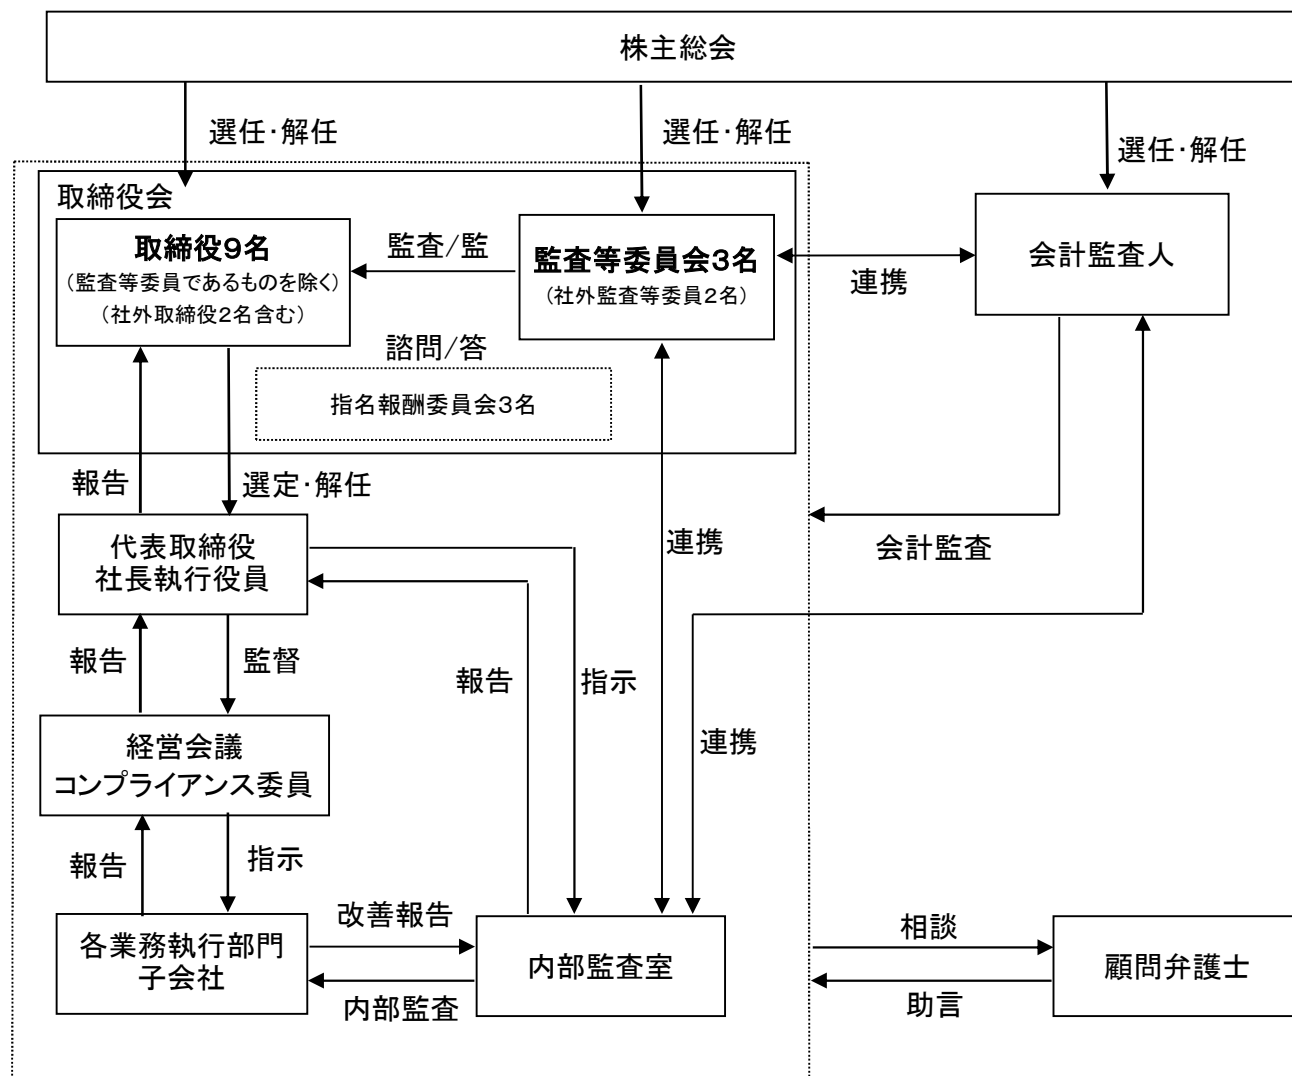 株主総会
選任・解任
選任・解任
選任・解任
取締役会
取締役9名
（監査等委員であるものを除く）
（社外取締役2名含む）
監査/監
監査等委員会3名
（社外監査等委員2名）
連携
会計監査人
諮問/答
指名報酬委員会3名
報告
選定・解任
代表取締役
社長執行役員
連携
会計監査
報告
監督
報告
指示
連携
経営会議
コンプライアンス委員
報告
指示
各業務執行部門
子会社
改善報告
内部監査
内部監査室
相談
助言
顧問弁護士